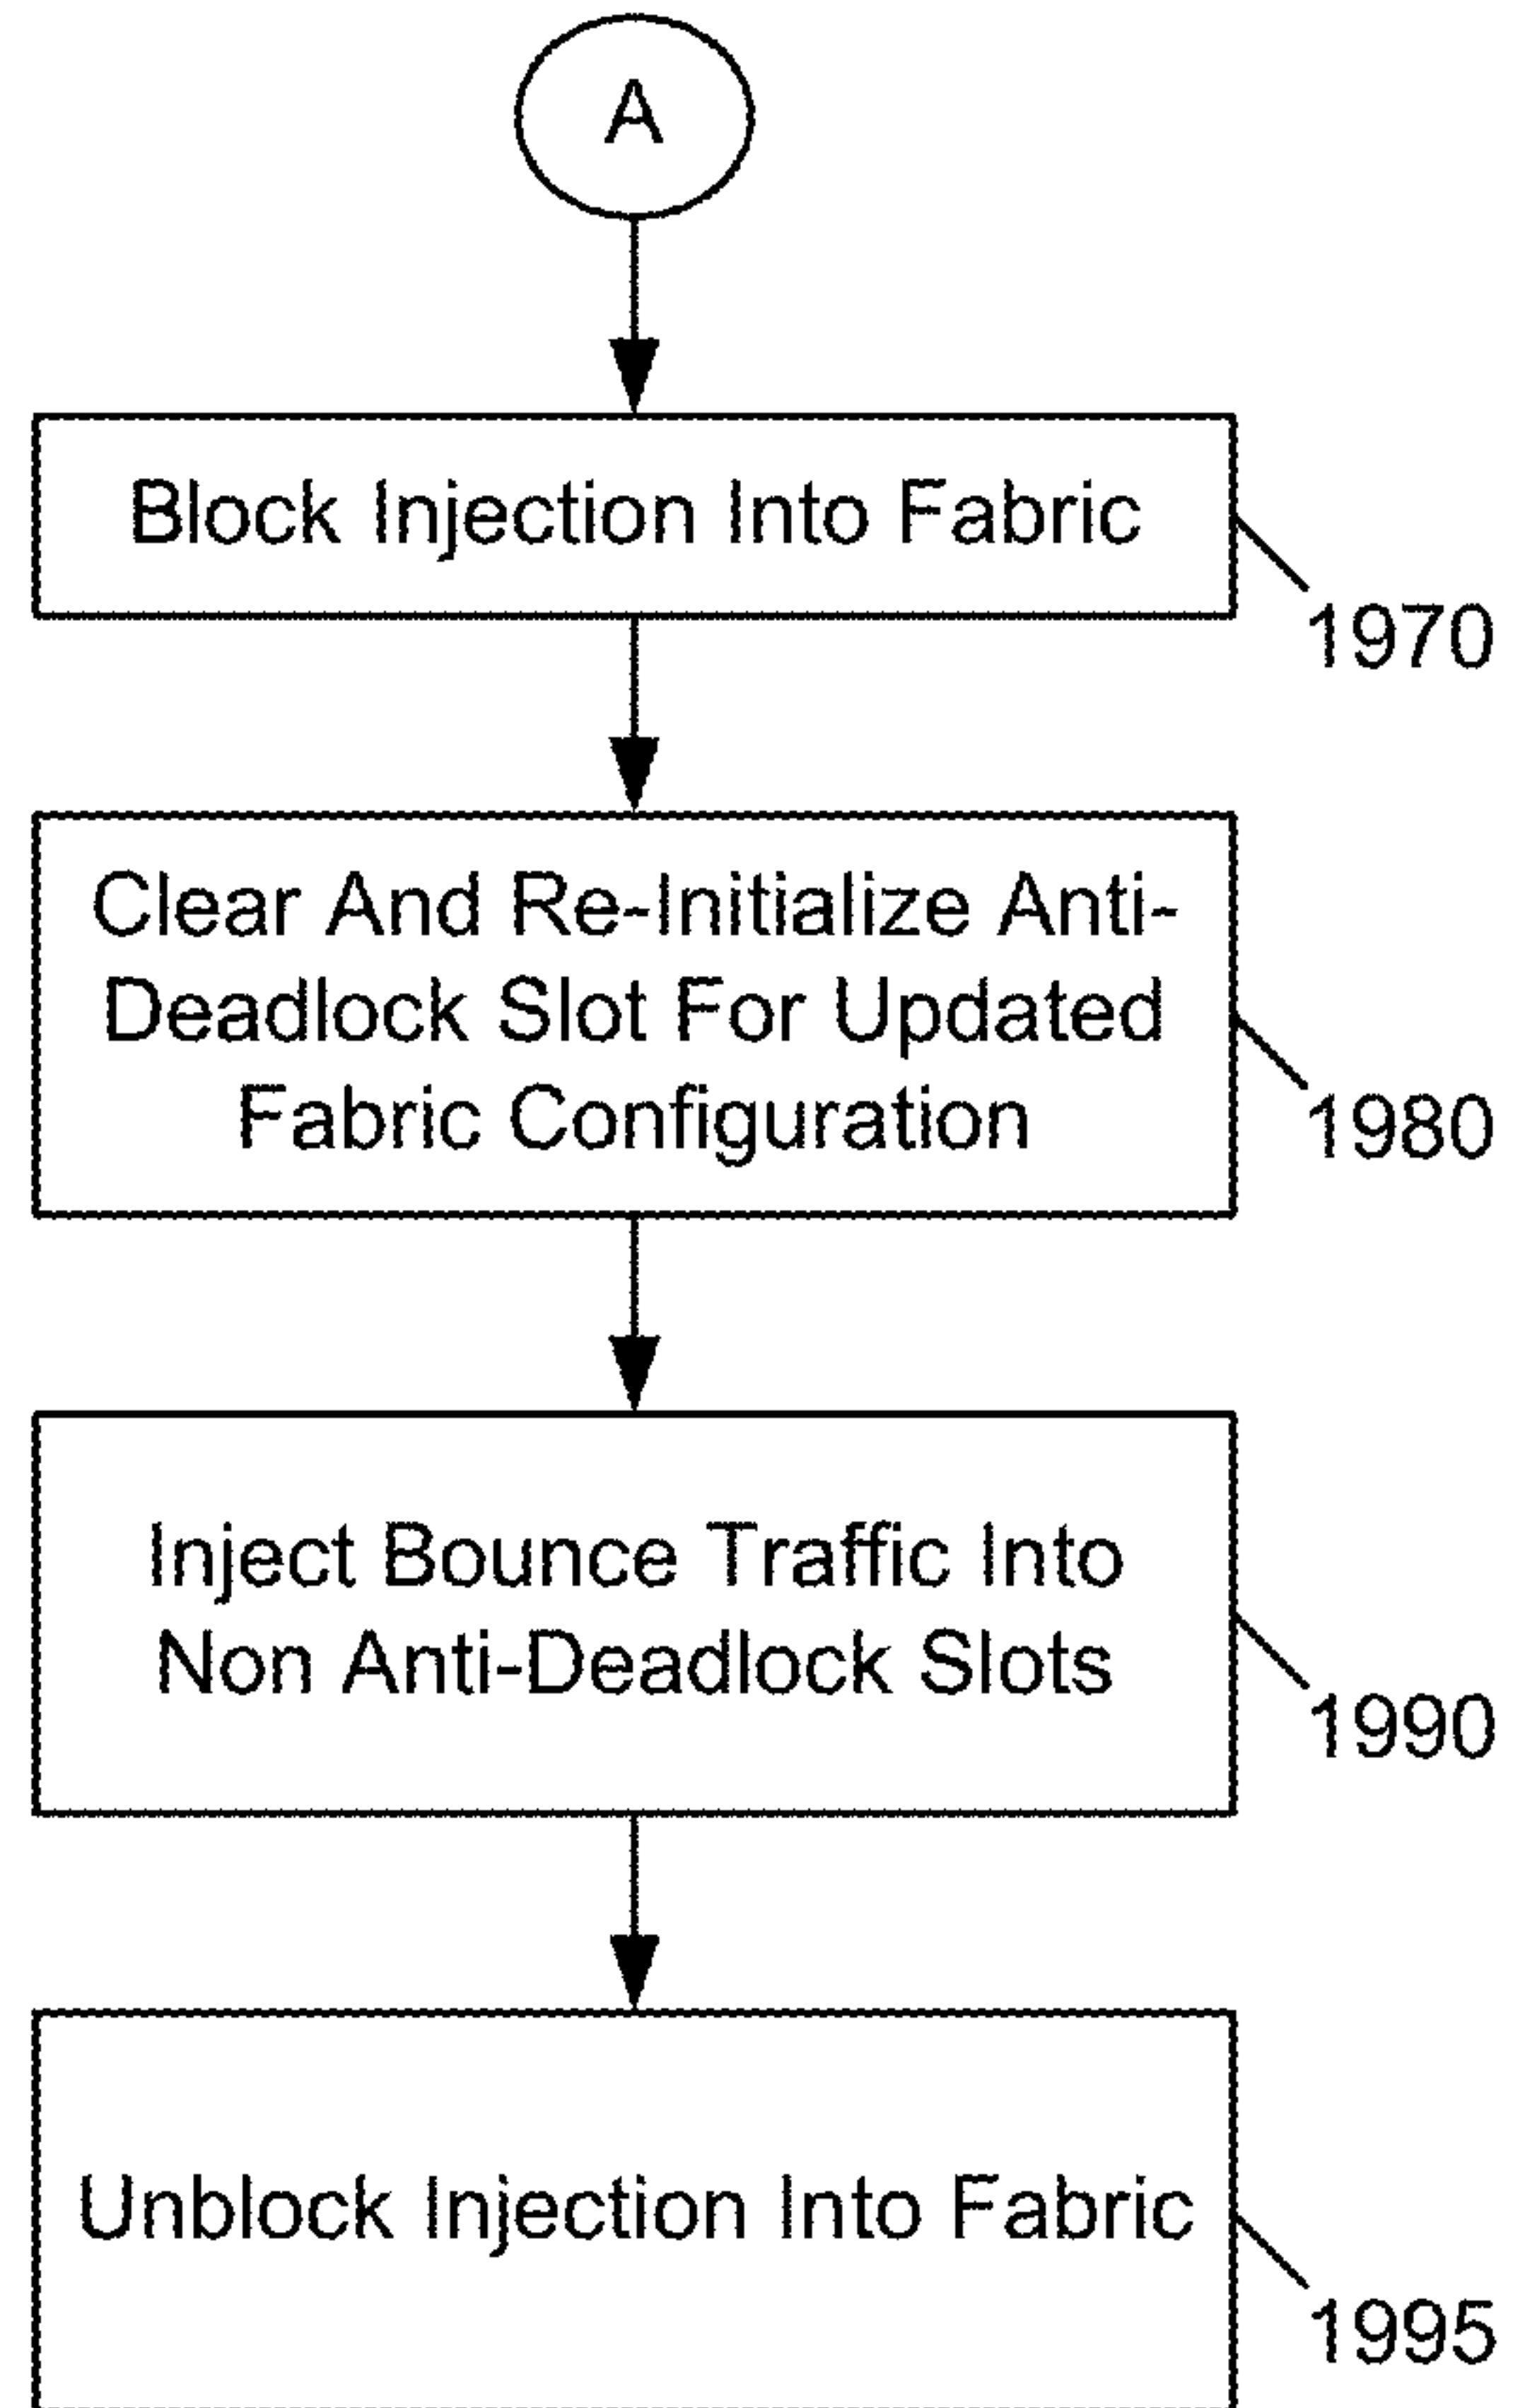 A
Block Injection Into Fabric
1970
Clear And Re-Initialize Anti-
Deadlock Slot For Updated
Fabric Configuration
1980
Inject Bounce Traffic Into
Non Anti-Deadlock Slots
1990
Unblock Injection Into Fabric
1995